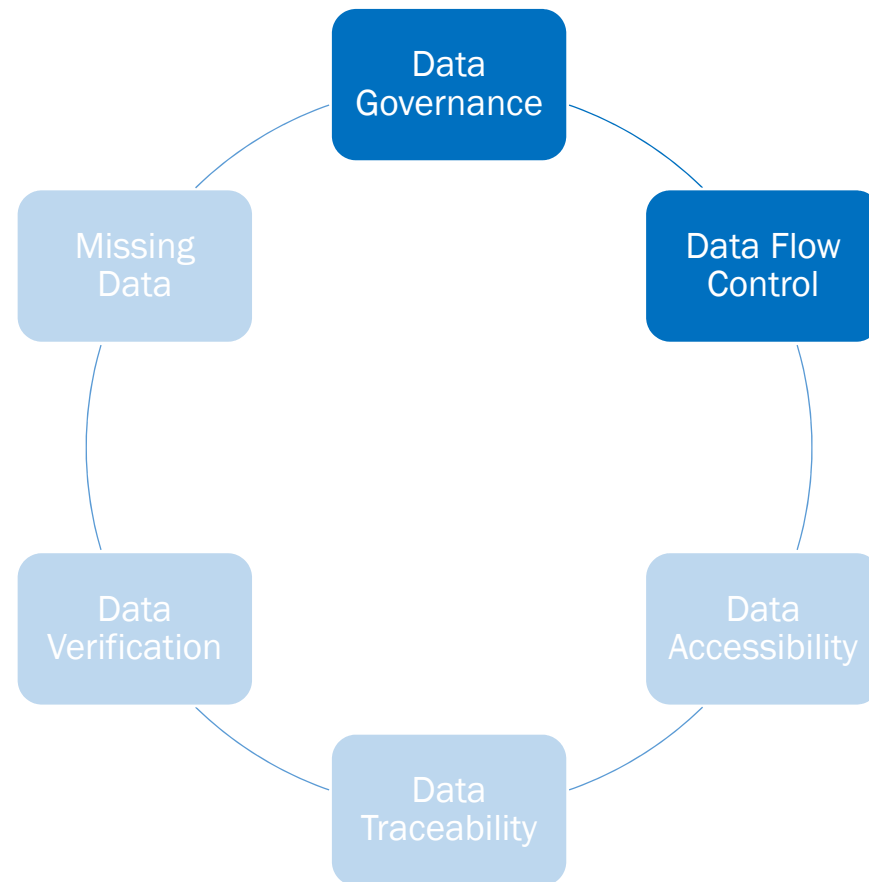 Data
Governance
Data Flow
Control
Data
Accessibility
Data
Traceability
Data
Verification
Missing
Data